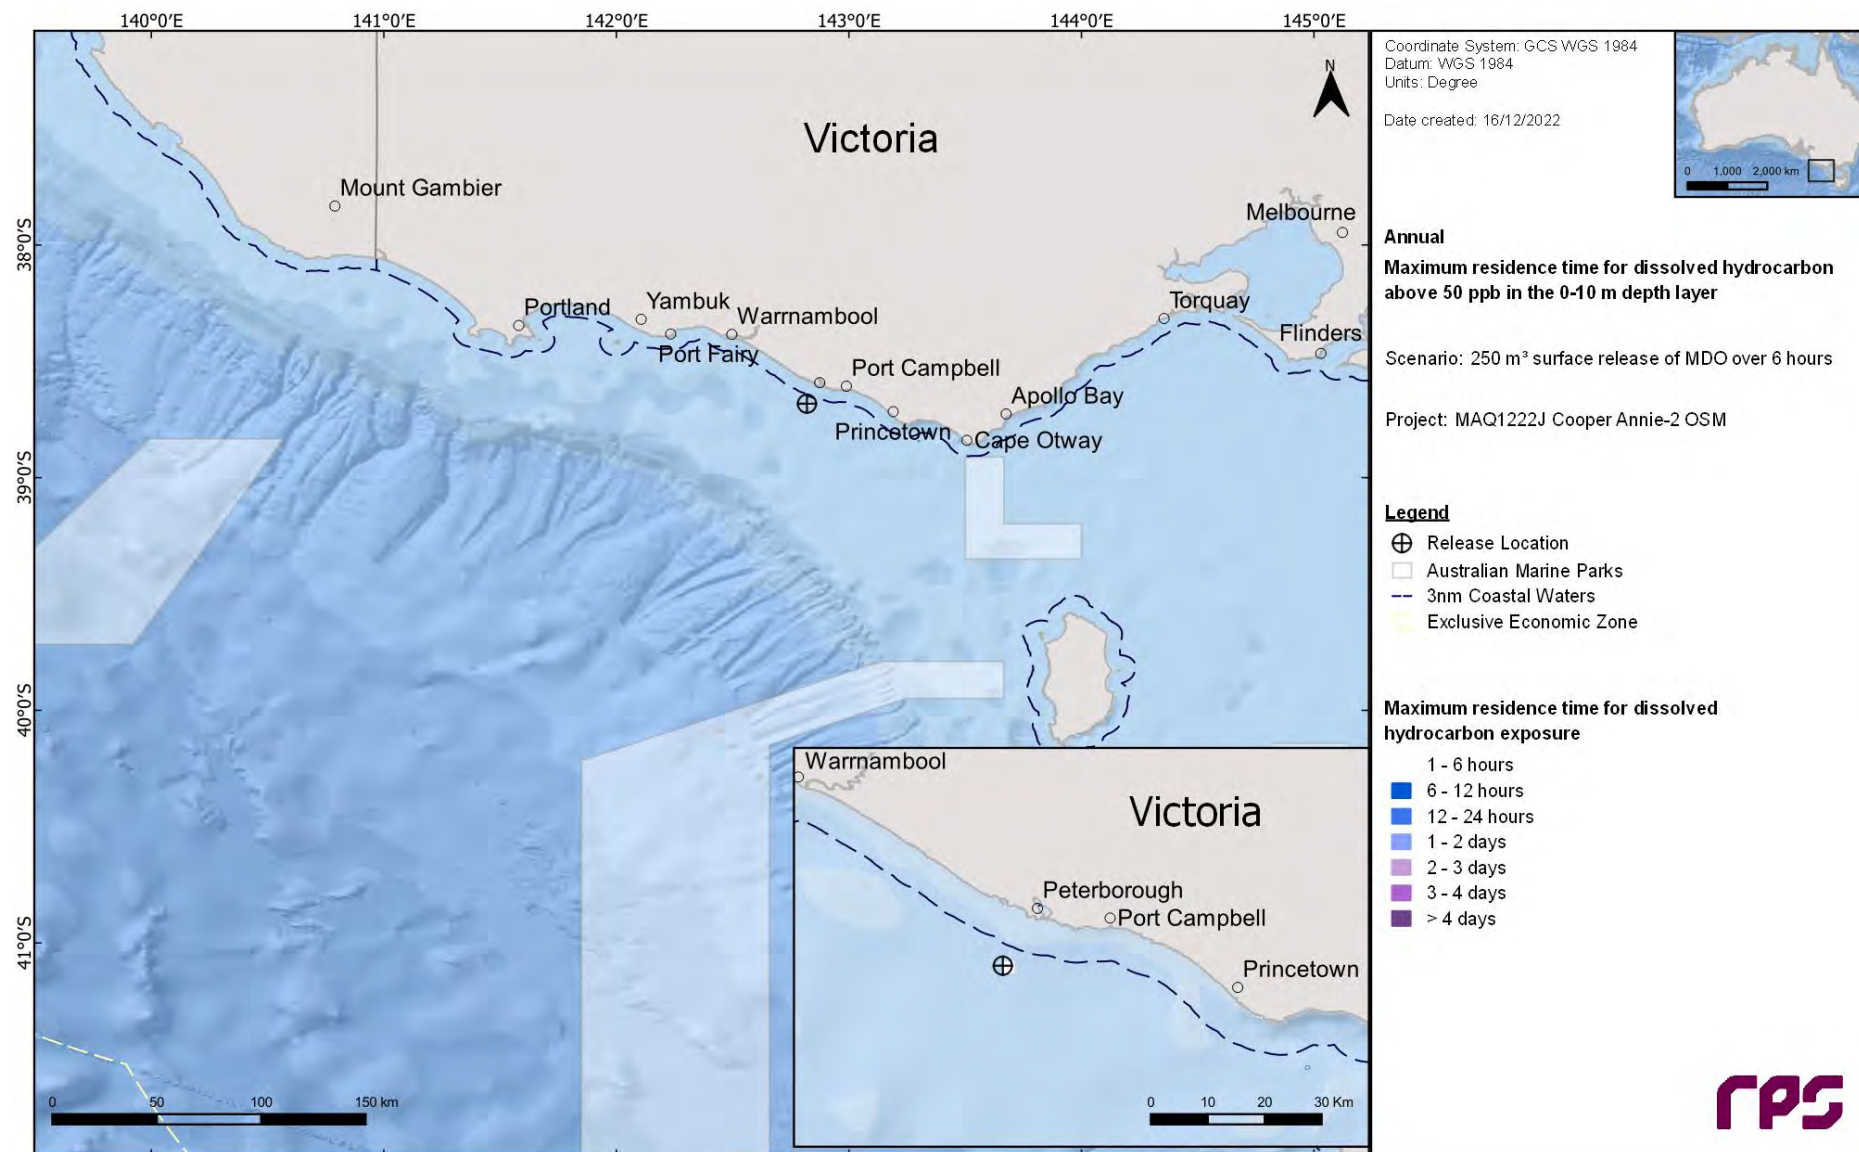 140°0'E 141°0'E 142°0'E 143°0'E 144°0'E 145°0'E
38°0'S
39°0'S
40°0'S
41°0'S
Victoria
N
Mount Gambier
Melbourne
Portland
Yambuk
Warrnambool
Port Fairy
Torquay
Flinders
Port Campbell
Apollo Bay
Princetown
Cape Otway
0 50 100 150 km
Warrnambool
Victoria
Peterborough
Port Campbell
Princetown
0 10 20 30 Km
Coordinate System: GCS WGS 1984
Datum: WGS 1984
Units: Degree
Date created: 16/12/2022
0 1,000 2,000 km
Annual
Maximum residence time for dissolved hydrocarbon
above 50 ppb in the 0-10 m depth layer
Scenario: 250 m³ surface release of MDO over 6 hours
Project: MAQ1222J Cooper Annie-2 OSM
Legend
Release Location
Australian Marine Parks
3nm Coastal Waters
Exclusive Economic Zone
Maximum residence time for dissolved
hydrocarbon exposure
1 - 6 hours
6 - 12 hours
12 - 24 hours
1 - 2 days
2 - 3 days
3 - 4 days
> 4 days
rps